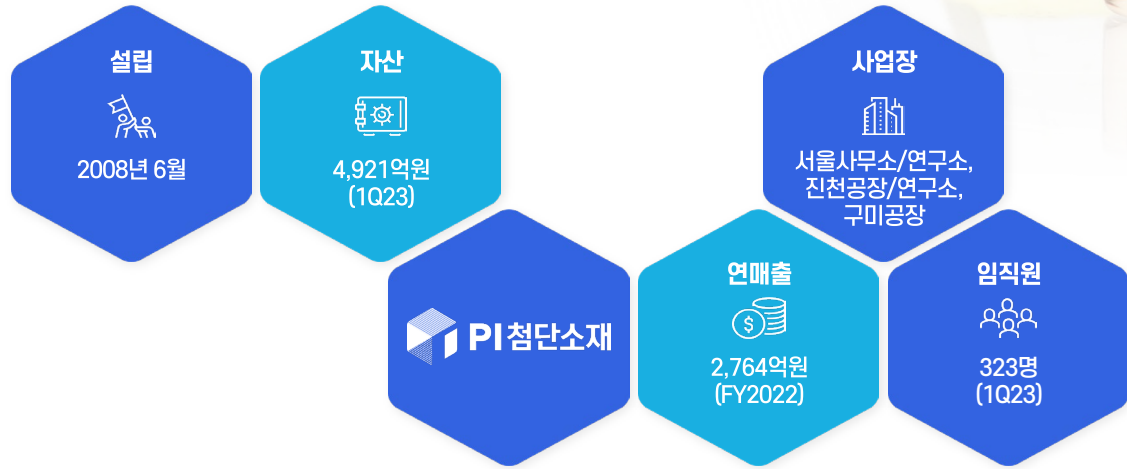 설립
2008년 6월
자산
4,921억원
(1Q23)
사업장
서울사무소/연구소,
진천공장/연구소,
구미공장
PI첨단소재
연매출
2,764억원
(FY2022)
임직원
323명
(1Q23)